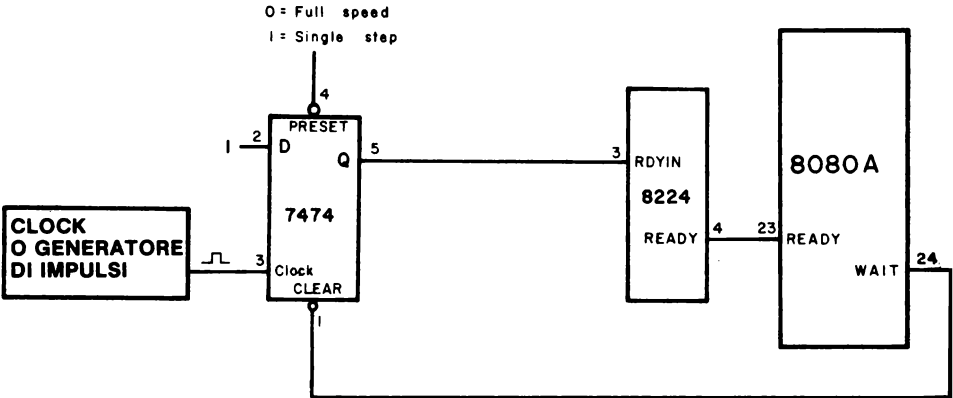 0 = Full speed
1 = Single step
4
PRESET
1
2
D
Q
5
3
RDYIN
8080A
7474
8224
CLOCK
O GENERATORE
DI IMPULSI
READY
4
23
READY
3
Clock
WAIT
24
CLEAR
1